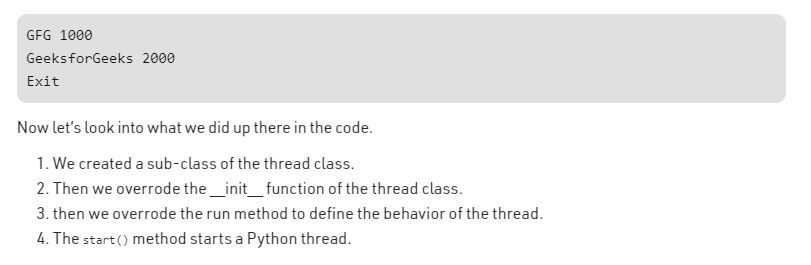 GFG 1000
GeeksforGeeks 2000
Exit
Now let's look into what we did up there in the code.
1. We created a sub-class of the thread class.
2. Then we overrode the __init__ function of the thread class.
3. then we overrode the run method to define the behavior of the thread.
4. The start() method starts a Python thread.